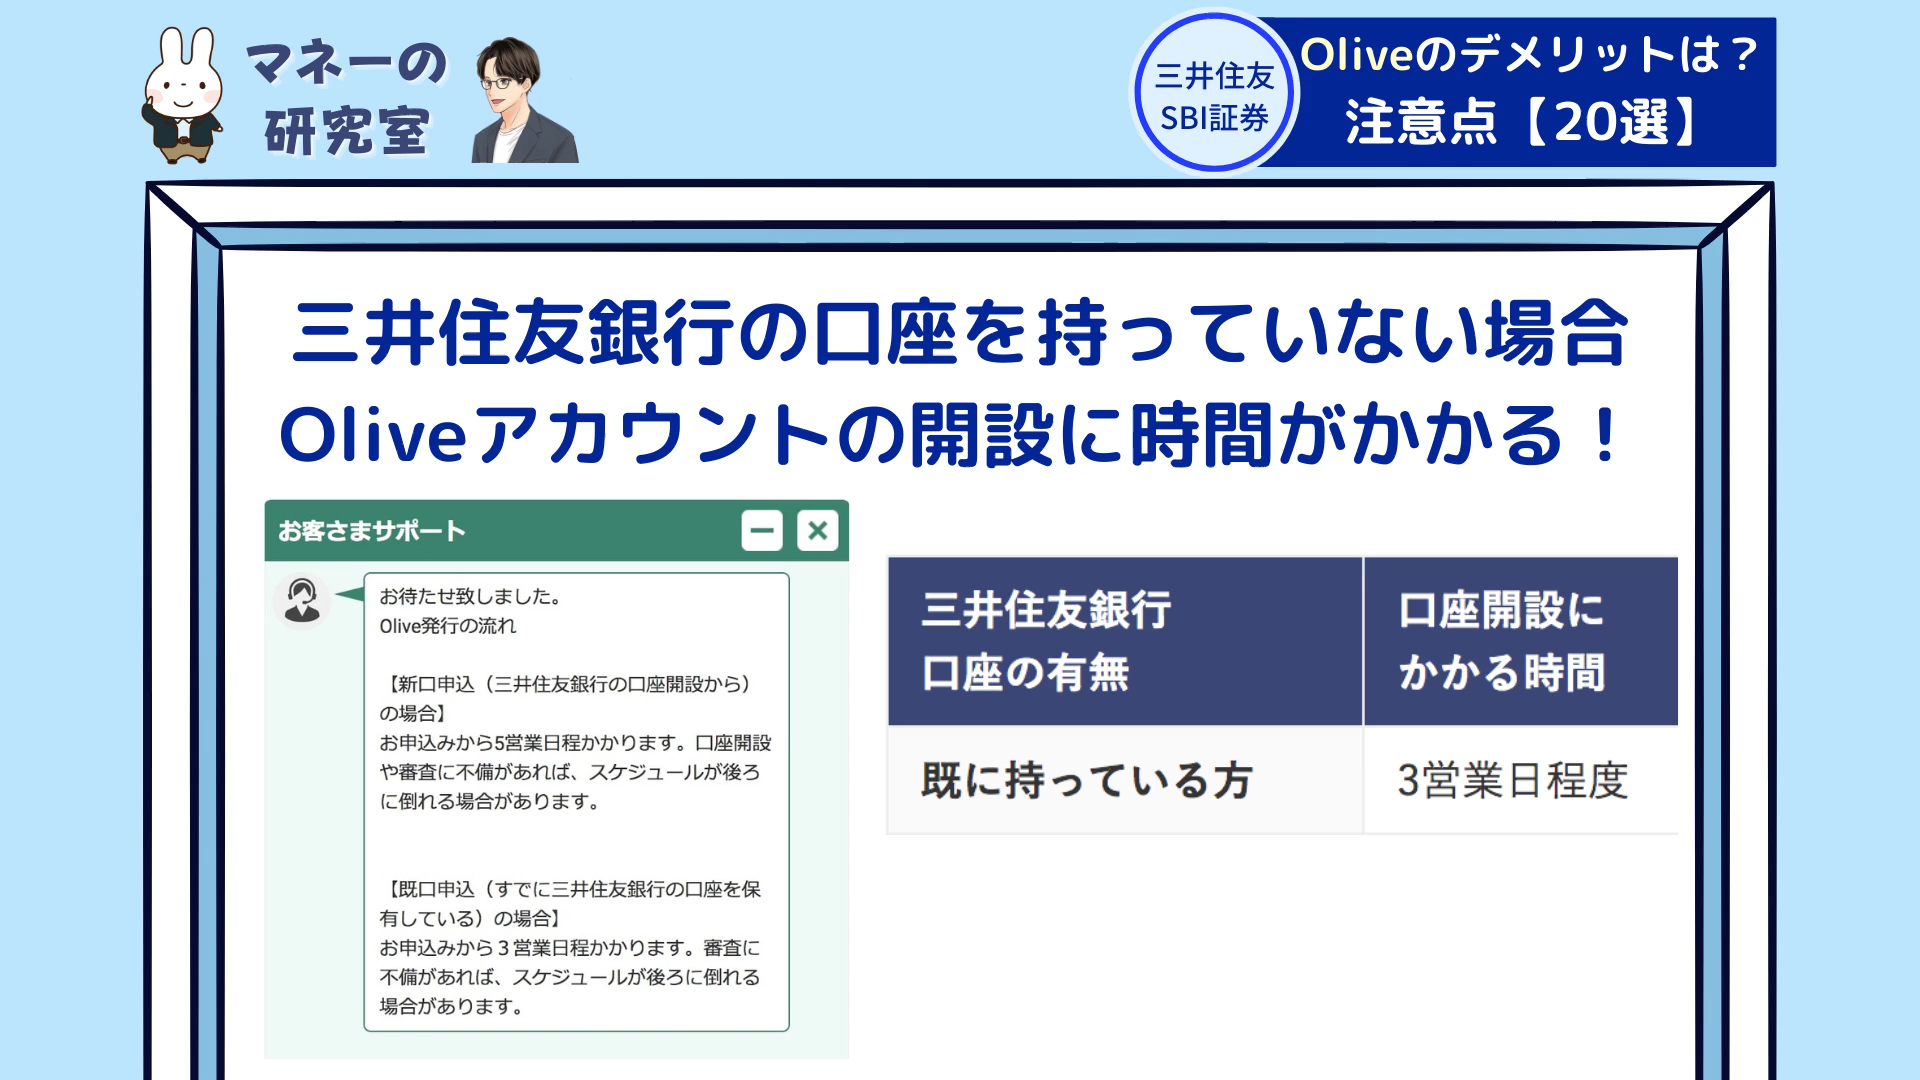 マネーの
研究室
三井住友
SBI証券
Oliveのデメリットは？
注意点【20選】
三井住友銀行の口座を持っていない場合
Oliveアカウントの開設に時間がかかる！
お客さまサポート
お待たせ致しました。
Olive発行の流れ
【新口申込（三井住友銀行の口座開設から）
の場合】
お申込みから5営業日程かかります。口座開設
や審査に不備があれば、スケジュールが後ろ
に倒れる場合があります。
【既口申込（すでに三井住友銀行の口座を保
有している）の場合】
お申込みから３営業日程かかります。審査に
不備があれば、スケジュールが後ろに倒れる
場合があります。
三井住友銀行
口座の有無
口座開設に
かかる時間
既に持っている方
3営業日程度